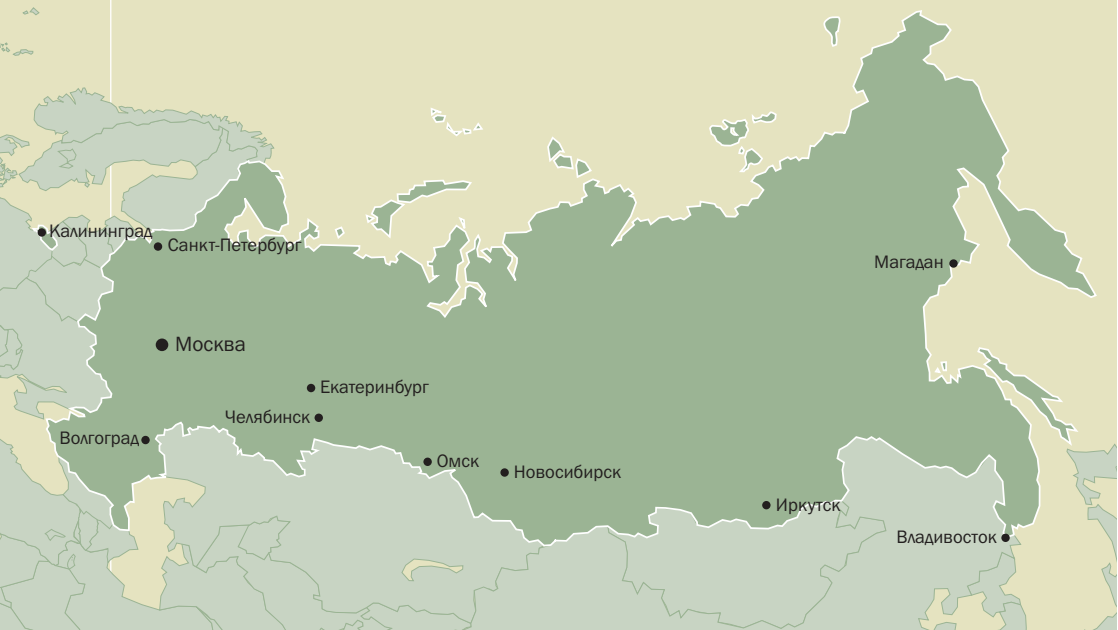 Калининград
Санкт-Петербург
Магадан
Москва
Екатеринбург
Челябинск
Волгоград
Омск
Новосибирск
Иркутск
Владивосток